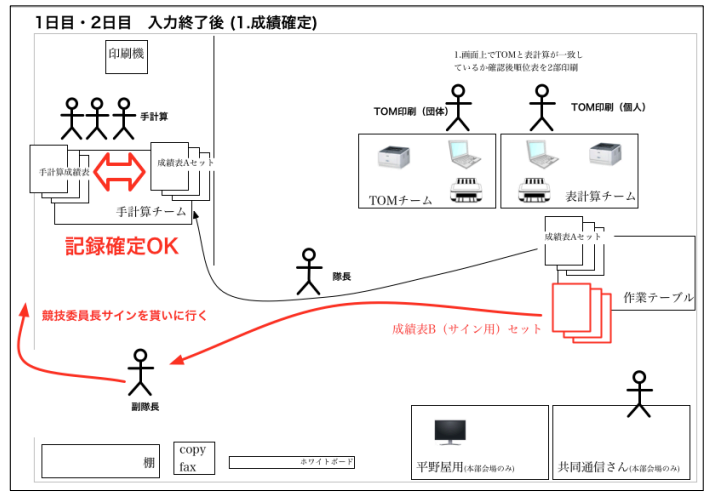 1日目・2日目　入力終了後 (1.成績確定)
印刷機
1.画面上でTOMと表計算が一致し
ているか確認後順位表を2部印刷
手計算
TOM印刷（団体）
TOM印刷（個人）
手計算成績表
成績表Aセット
手計算チーム
TOMチーム
表計算チーム
記録確定OK
成績表Aセット
隊長
作業テーブル
競技委員長サインを貰いに行く
成績表B（サイン用）セット
副隊長
棚
copy
fax
ホワイトボード
平野屋用(本部会場のみ)
共同通信さん(本部会場のみ)